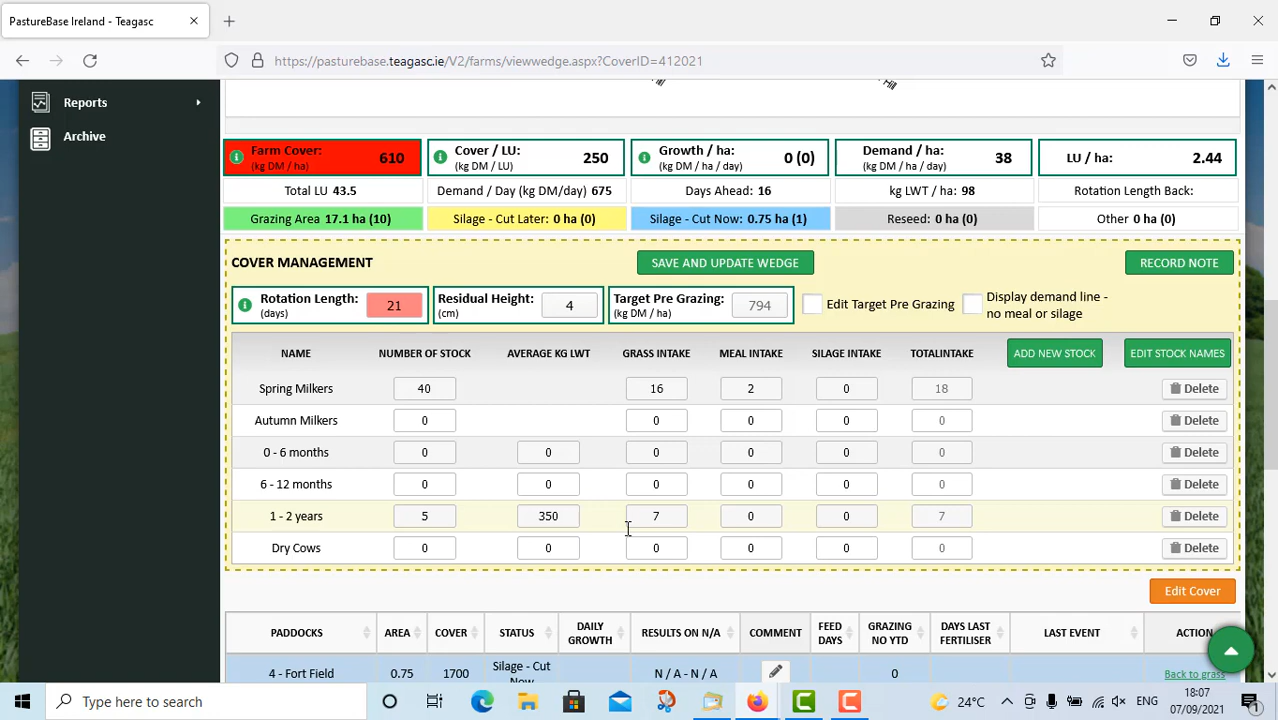 PastureBase Ireland - Teagasc
https://pasturebase.teagasc.ie/V2/farms/viewwedge.aspx?CoverID=412021
Reports
Archive
Farm Cover: 610
(kg DM / ha)
Cover / LU: 250
(kg DM / LU)
Growth / ha: 0 (0)
(kg DM / ha / day)
Demand / ha: 38
(kg DM / ha / day)
LU / ha: 2.44
Total LU 43.5
Demand / Day (kg DM/day) 675
Days Ahead: 16
kg LWT / ha: 98
Rotation Length Back:
Grazing Area 17.1 ha (10)
Silage - Cut Later: 0 ha (0)
Silage - Cut Now: 0.75 ha (1)
Reseed: 0 ha (0)
Other 0 ha (0)
COVER MANAGEMENT
SAVE AND UPDATE WEDGE
RECORD NOTE
Rotation Length: 21
(days)
Residual Height: 4
(cm)
Target Pre Grazing: 794
(kg DM / ha)
Edit Target Pre Grazing
Display demand line -
no meal or silage
NAME NUMBER OF STOCK AVERAGE KG LWT GRASS INTAKE MEAL INTAKE SILAGE INTAKE TOTALINTAKE ADD NEW STOCK EDIT STOCK NAMES
Spring Milkers 40 16 2 0 18 Delete
Autumn Milkers 0 0 0 0 0 Delete
0 - 6 months 0 0 0 0 0 0 Delete
6 - 12 months 0 0 0 0 0 0 Delete
1 - 2 years 5 350 7 0 0 7 Delete
Dry Cows 0 0 0 0 0 0 Delete
Edit Cover
PADDOCKS AREA COVER STATUS DAILY GROWTH RESULTS ON N/A COMMENT FEED DAYS GRAZING NO YTD DAYS LAST FERTILISER LAST EVENT ACTION
4 - Fort Field 0.75 1700 Silage - Cut Now N / A - N / A 0 Back to grass
Type here to search
24°C
ENG
18:07
07/09/2021